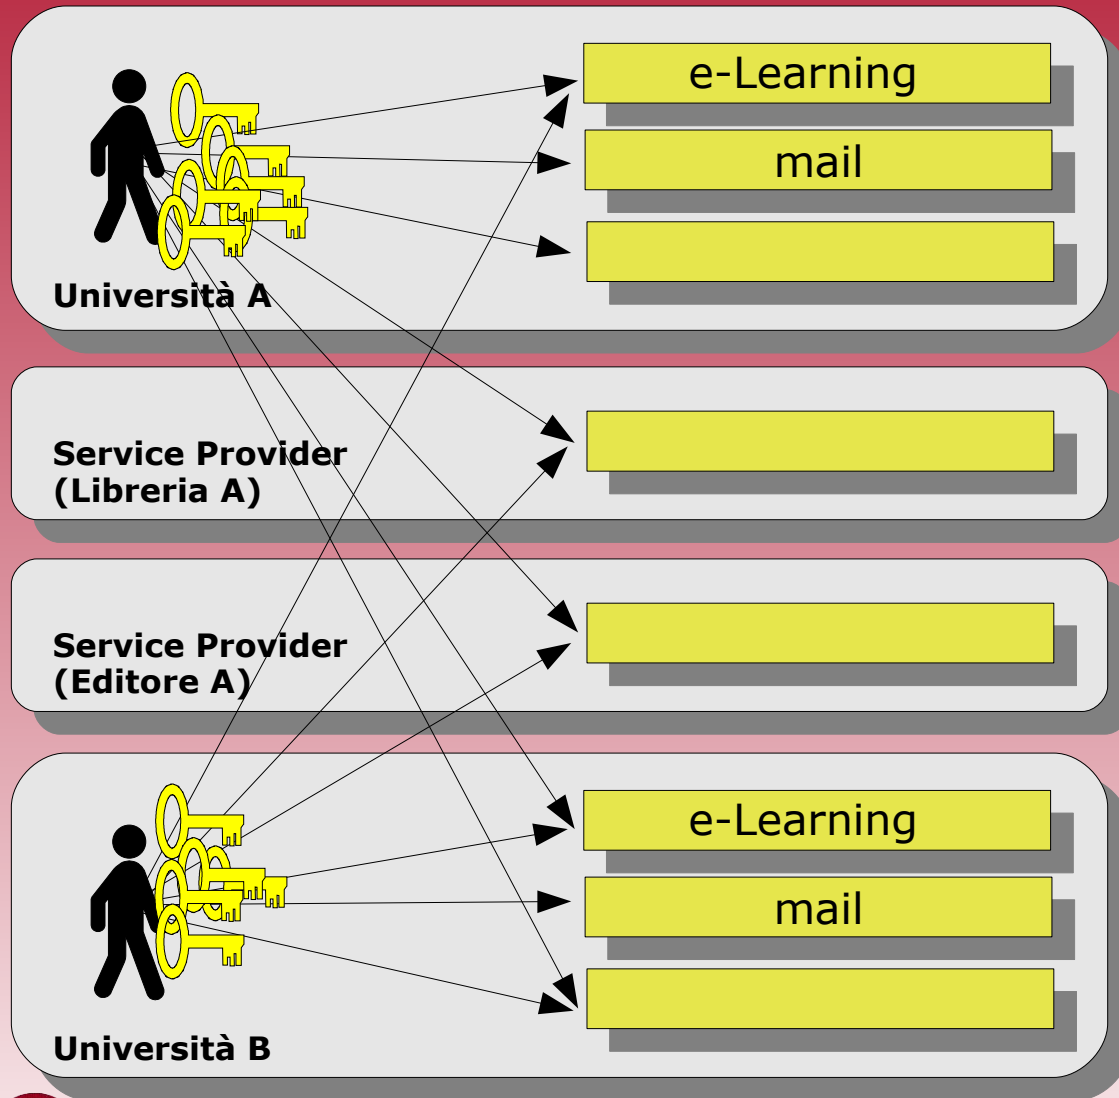 e-Learning
mail
Università A
Service Provider
(Libreria A)
Service Provider
(Editore A)
e-Learning
mail
Università B